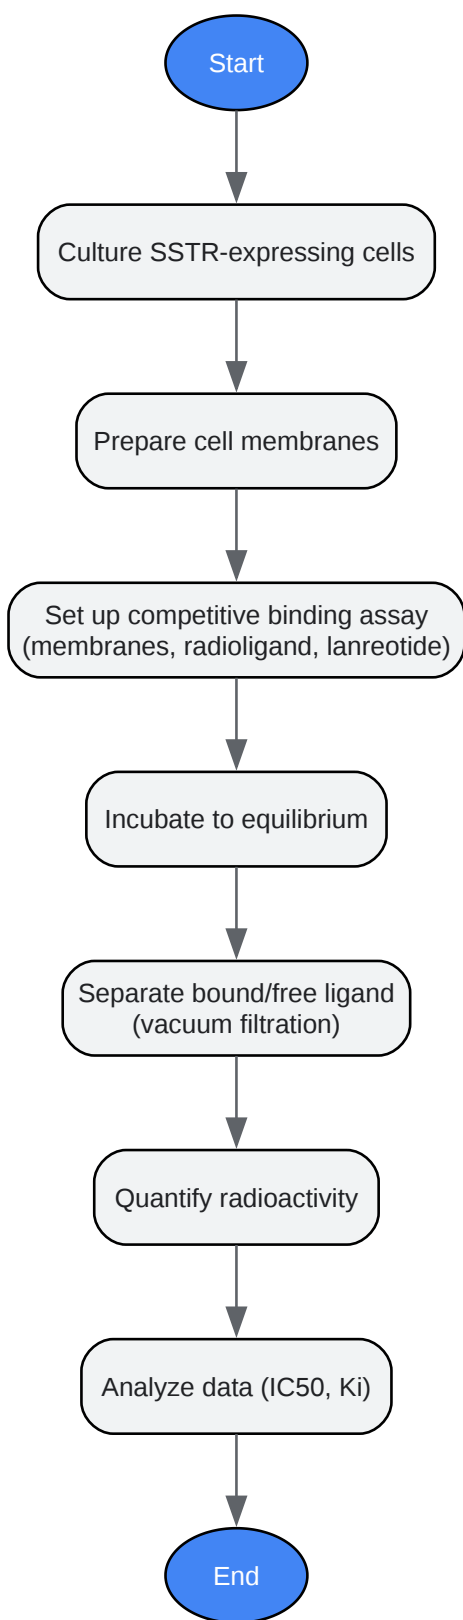 Start
Culture SSTR-expressing cells
Prepare cell membranes
Set up competitive binding assay
(membranes, radioligand, lanreotide)
Incubate to equilibrium
Separate bound/free ligand
(vacuum filtration)
Quantify radioactivity
Analyze data (IC50, Ki)
End